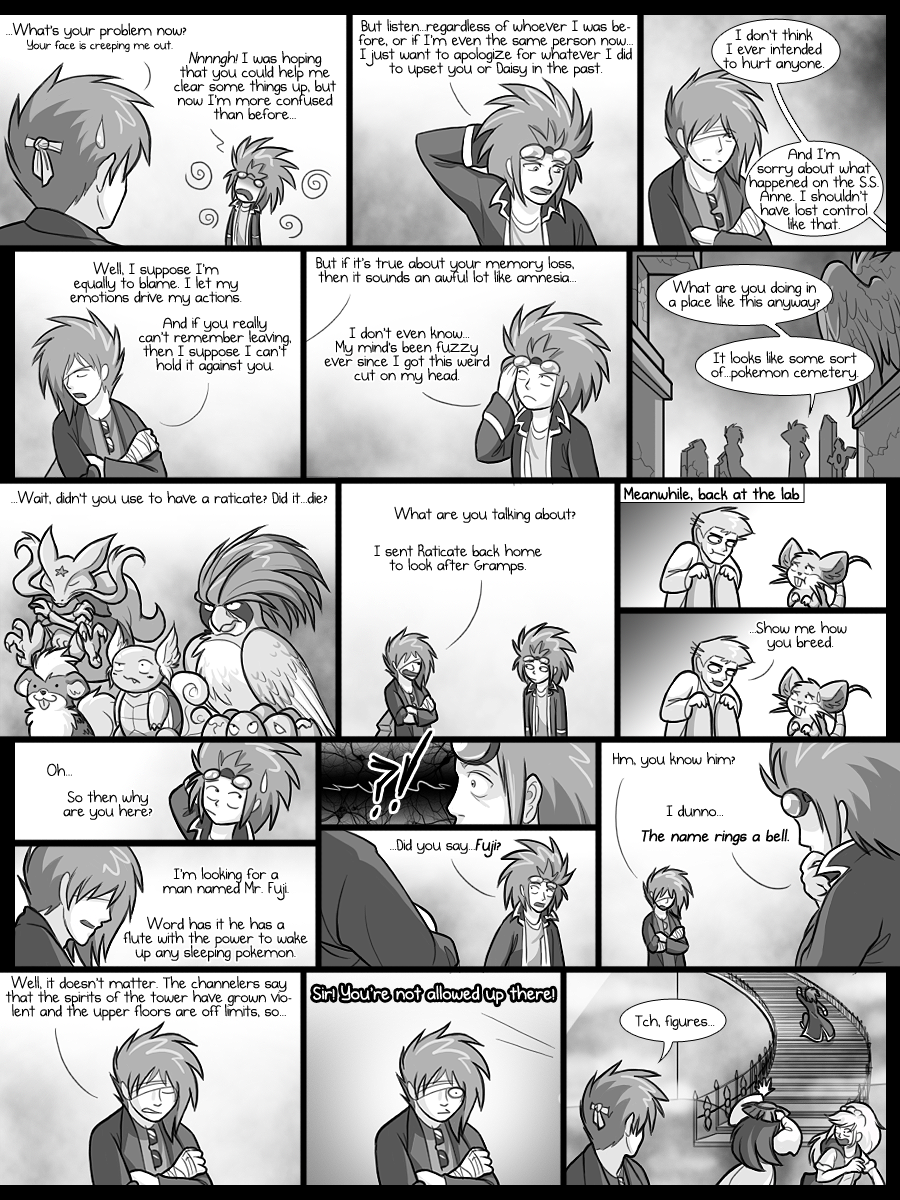 ...What's your problem now?
Your face is creeping me out.
Nnnngh! I was hoping
that you could help me
clear some things up, but
now I'm more confused
than before...
But listen...regardless of whoever I was be-
fore, or if I'm even the same person now...
I just want to apologize for whatever I did
to upset you or Daisy in the past.
I don't think
I ever intended
to hurt anyone.
And I'm
sorry about what
happened on the S.S.
Anne. I shouldn't
have lost control
like that.
Well, I suppose I'm
equally to blame. I let my
emotions drive my actions.
And if you really
can't remember leaving,
then I suppose I can't
hold it against you.
But if it's true about your memory loss,
then it sounds an awful lot like amnesia...
I don't even know...
My mind's been fuzzy
ever since I got this weird
cut on my head.
What are you doing in
a place like this anyway?
It looks like some sort
of...pokemon cemetery.
...Wait, didn't you use to have a raticate? Did it...die?
What are you talking about?
I sent Raticate back home
to look after Gramps.
Meanwhile, back at the lab
...Show me how
you breed.
Oh...
So then why
are you here?
I'm looking for a
man named Mr. Fuji.
Word has it he has a
flute with the power to wake
up any sleeping pokemon.
?!
...Did you say...Fuji?
Hm, you know him?
I dunno...
The name rings a bell.
Well, it doesn't matter. The channelers say
that the spirits of the tower have grown vio-
lent and the upper floors are off limits, so...
Sir! You're not allowed up there!
Tch, figures...